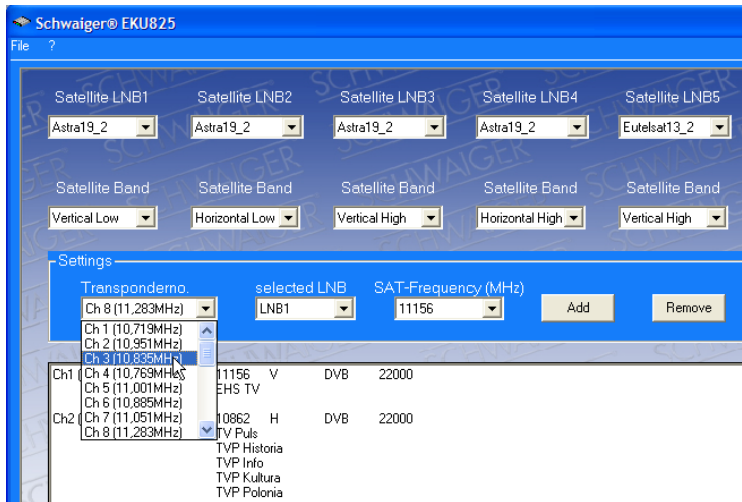 Schwaiger® EKU825
File ?
Satellite LNB1 Satellite LNB2 Satellite LNB3 Satellite LNB4 Satellite LNB5
Astra19_2 Astra19_2 Astra19_2 Astra19_2 Eutelsat13_2
Satellite Band Satellite Band Satellite Band Satellite Band Satellite Band
Vertical Low Horizontal Low Vertical High Horizontal High Vertical High
Settings
Transponderno. selected LNB SAT-Frequency (MHz)
Ch 8 (11,283MHz) LNB1 11156 Add Remove
Ch 1 (10,719MHz)
Ch 2 (10,951MHz)
Ch 3 (10,835MHz)
Ch 4 (10,769MHz)
Ch 5 (11,001MHz)
Ch 6 (10,885MHz)
Ch 7 (11,051MHz)
Ch 8 (11,283MHz)
Ch1 ( 11156 V DVB 22000
EHS TV
Ch2 ( 10862 H DVB 22000
TV Puls
TVP Historia
TVP Info
TVP Kultura
TVP Polonia